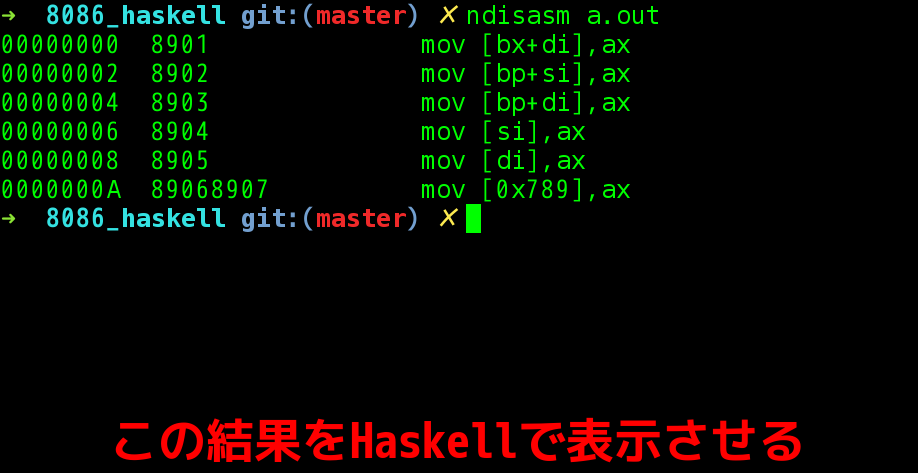 → 8086_haskell git:(master) ✗ ndisasm a.out
00000000 8901 mov [bx+di],ax
00000002 8902 mov [bp+si],ax
00000004 8903 mov [bp+di],ax
00000006 8904 mov [si],ax
00000008 8905 mov [di],ax
0000000A 89068907 mov [0x789],ax
→ 8086_haskell git:(master) ✗
この結果をHaskellで表示させる